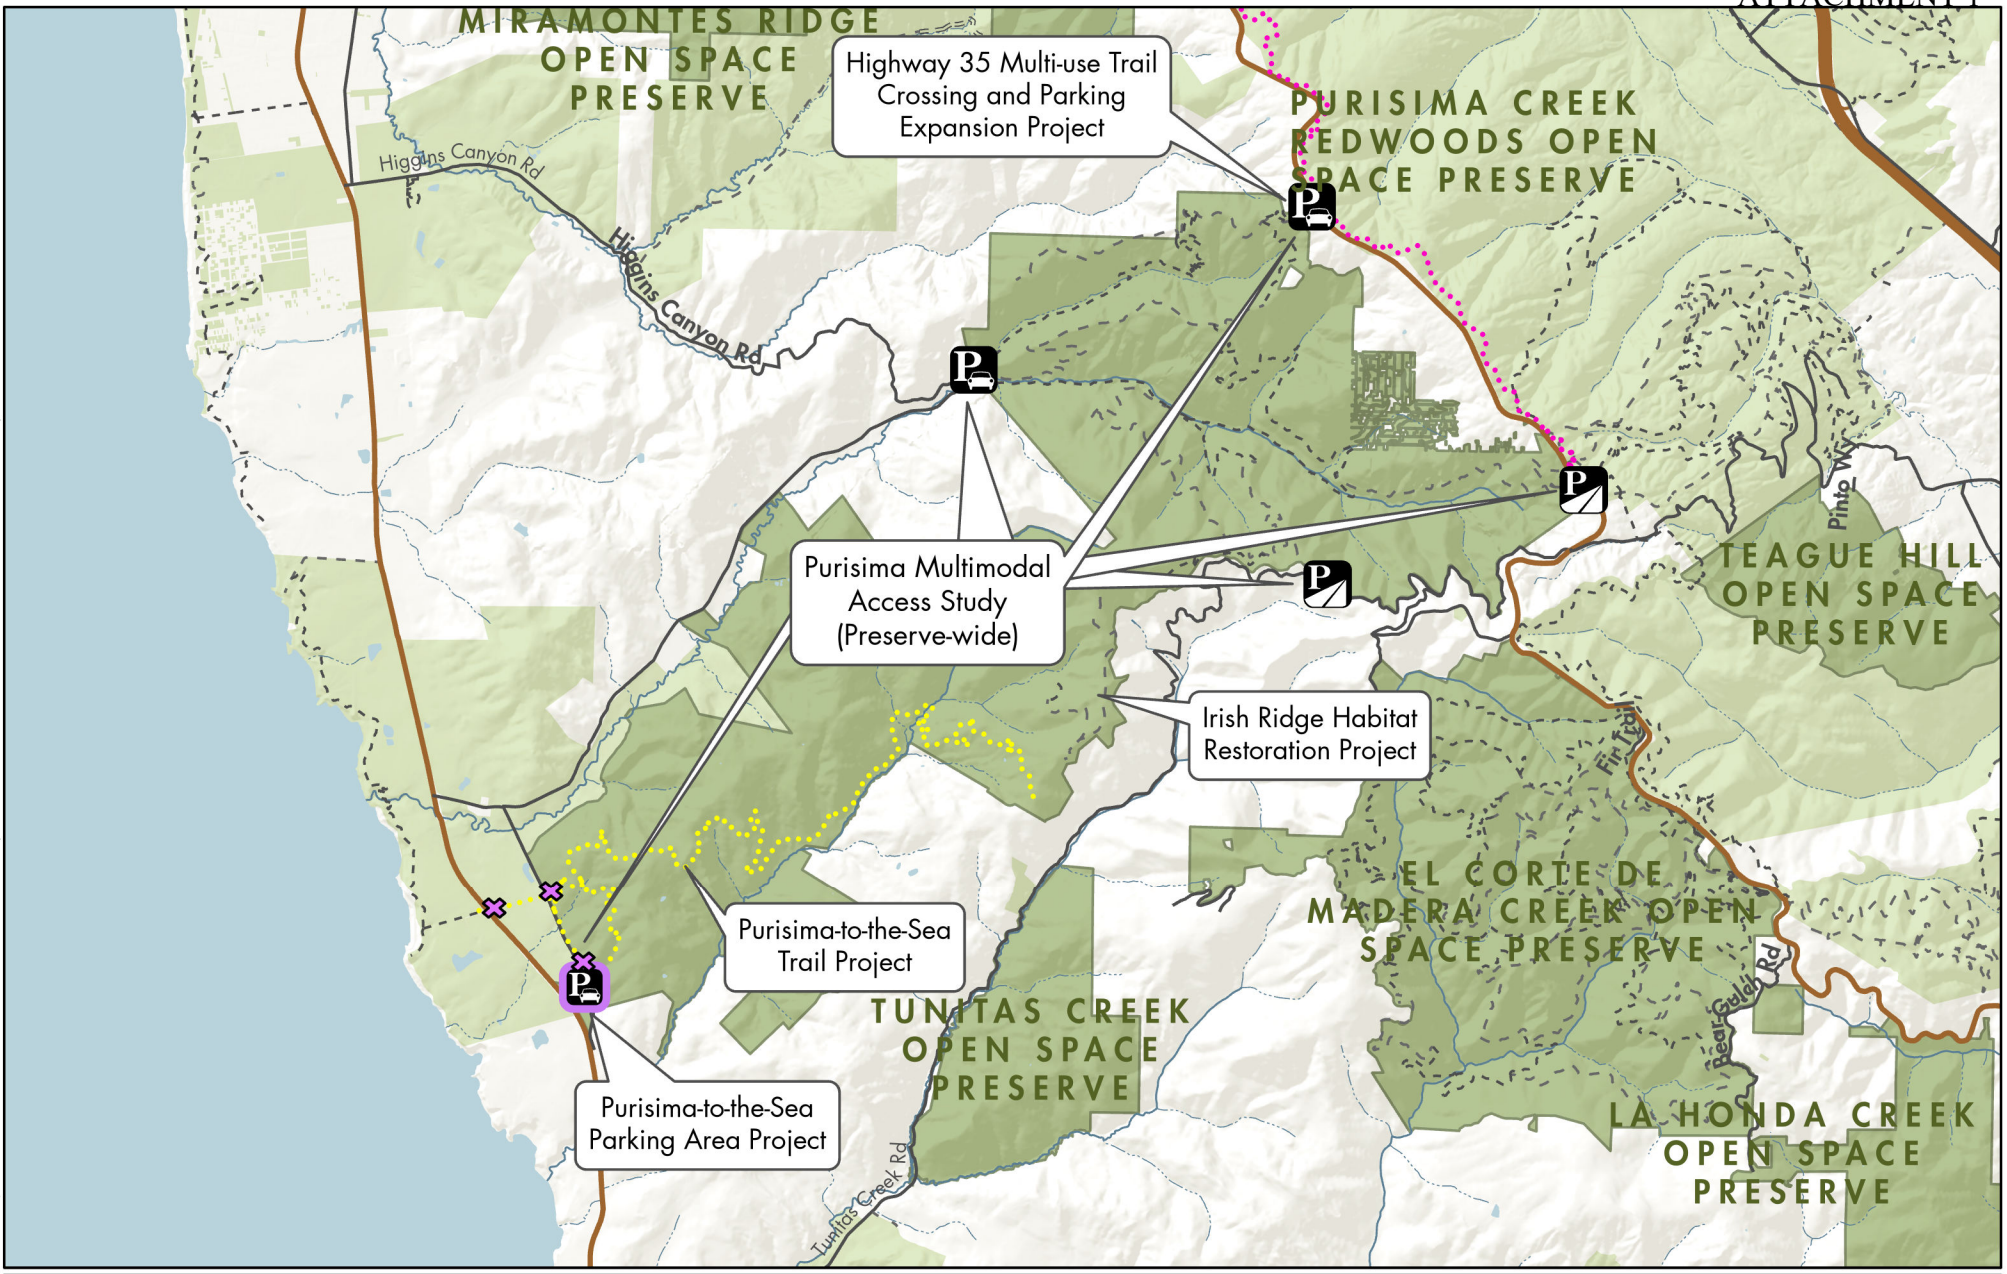 ATTACHMENT 1
MIRAMONTES RIDGE
OPEN SPACE
PRESERVE
Highway 35 Multi-use Trail
Crossing and Parking
Expansion Project
PURISIMA CREEK
REDWOODS OPEN
SPACE PRESERVE
Higgins Canyon Rd
P
Higgins Canyon Rd
P
Pinto Wy
P
TEAGUE HILL
OPEN SPACE
PRESERVE
Purisima Multimodal
Access Study
(Preserve-wide)
P
Irish Ridge Habitat
Restoration Project
Fir Trail
EL CORTE DE
MADERA CREEK OPEN
SPACE PRESERVE
Purisima-to-the-Sea
Trail Project
P
Bear Gulch Rd
TUNITAS CREEK
OPEN SPACE
PRESERVE
Purisima-to-the-Sea
Parking Area Project
LA HONDA CREEK
OPEN SPACE
PRESERVE
Tunitas Creek Rd